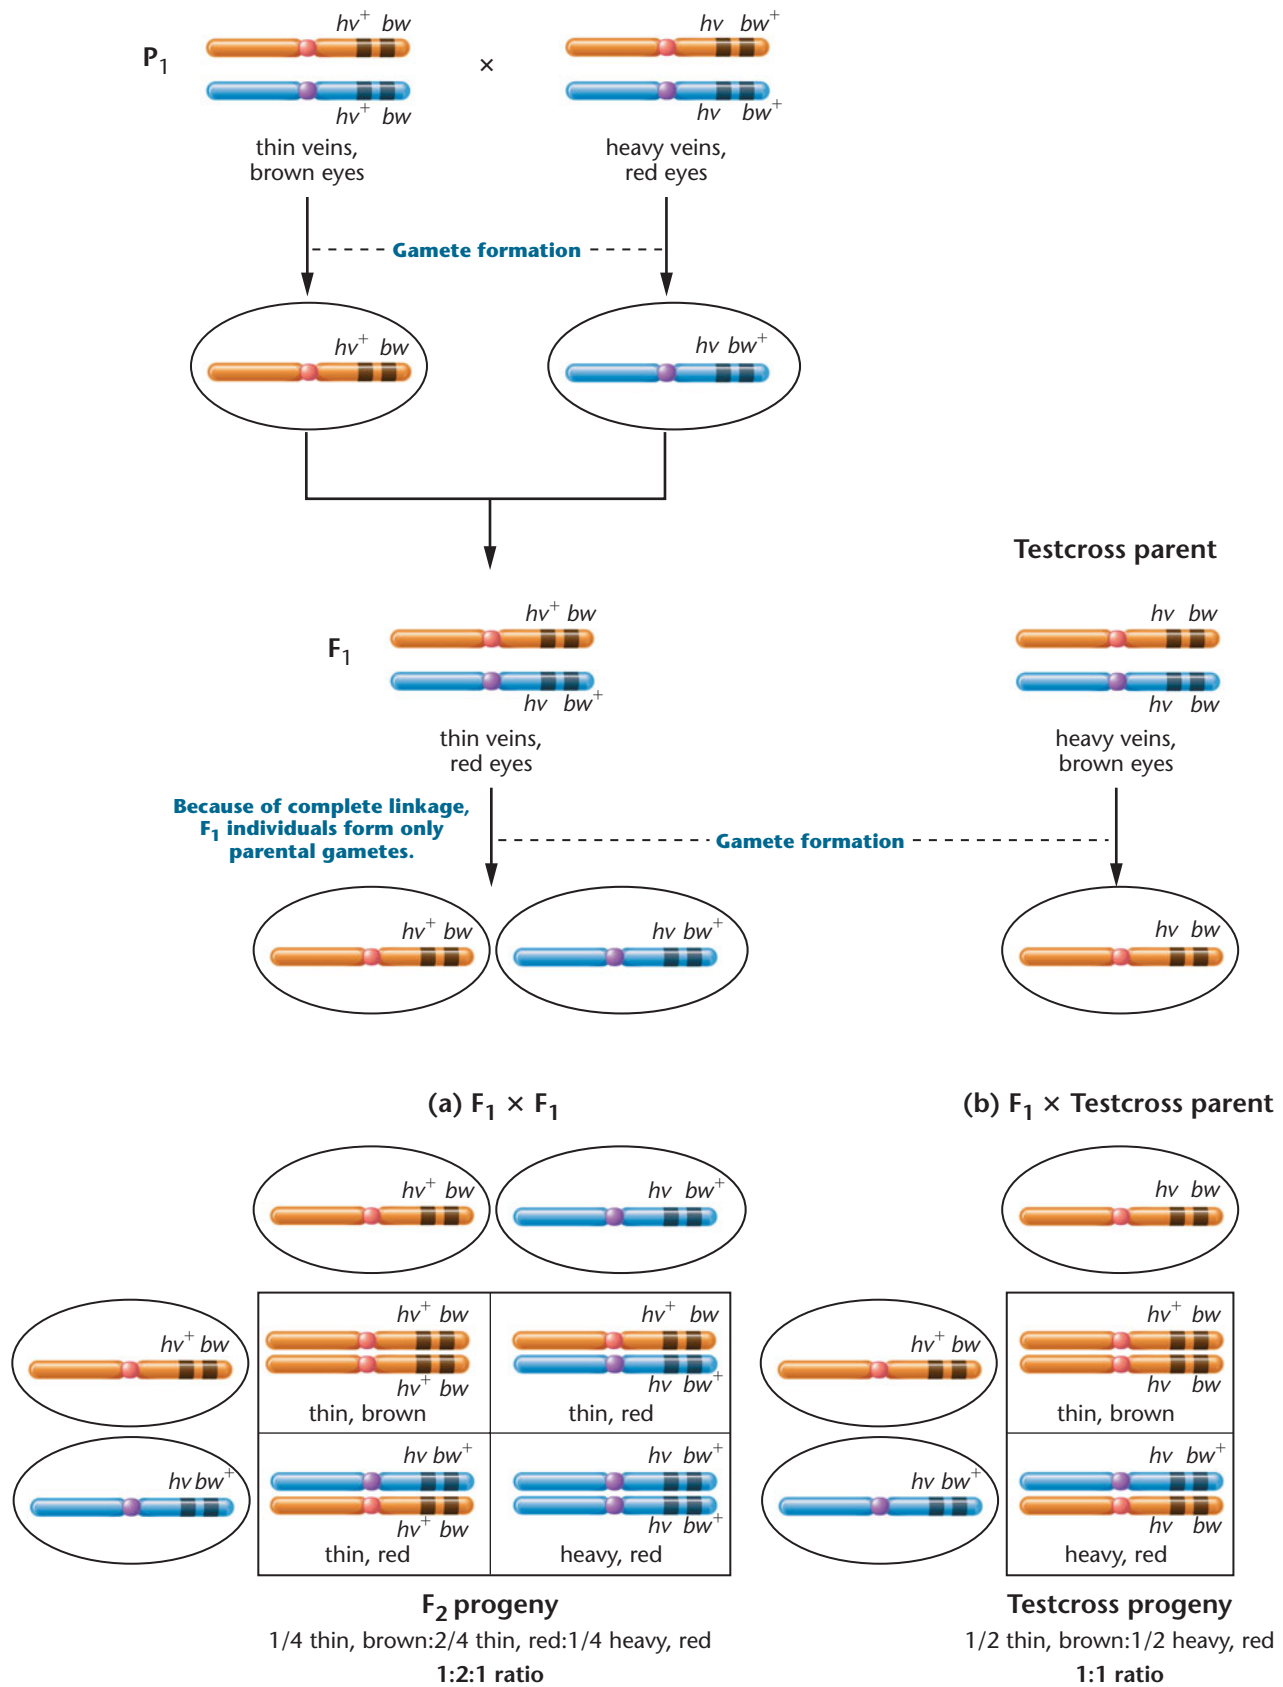 hv⁺ bw
hv bw⁺
P₁
×
hv⁺ bw
hv bw⁺
thin veins,
brown eyes
heavy veins,
red eyes
Gamete formation
hv⁺ bw
hv bw⁺
Testcross parent
hv⁺ bw
hv bw
F₁
hv bw⁺
hv bw
thin veins,
red eyes
heavy veins,
brown eyes
Because of complete linkage,
F₁ individuals form only
parental gametes.
Gamete formation
hv⁺ bw
hv bw⁺
hv bw
(a) F₁ × F₁
(b) F₁ × Testcross parent
hv⁺ bw
hv bw⁺
hv bw
hv⁺ bw
hv⁺ bw
hv⁺ bw
thin, brown
hv⁺ bw
hv bw⁺
thin, red
hv⁺ bw
hv⁺ bw
hv bw
thin, brown
hv bw⁺
hv bw⁺
hv⁺ bw
thin, red
hv bw⁺
hv bw⁺
heavy, red
hv bw⁺
hv bw⁺
hv bw
heavy, red
F₂ progeny
1/4 thin, brown:2/4 thin, red:1/4 heavy, red
1:2:1 ratio
Testcross progeny
1/2 thin, brown:1/2 heavy, red
1:1 ratio